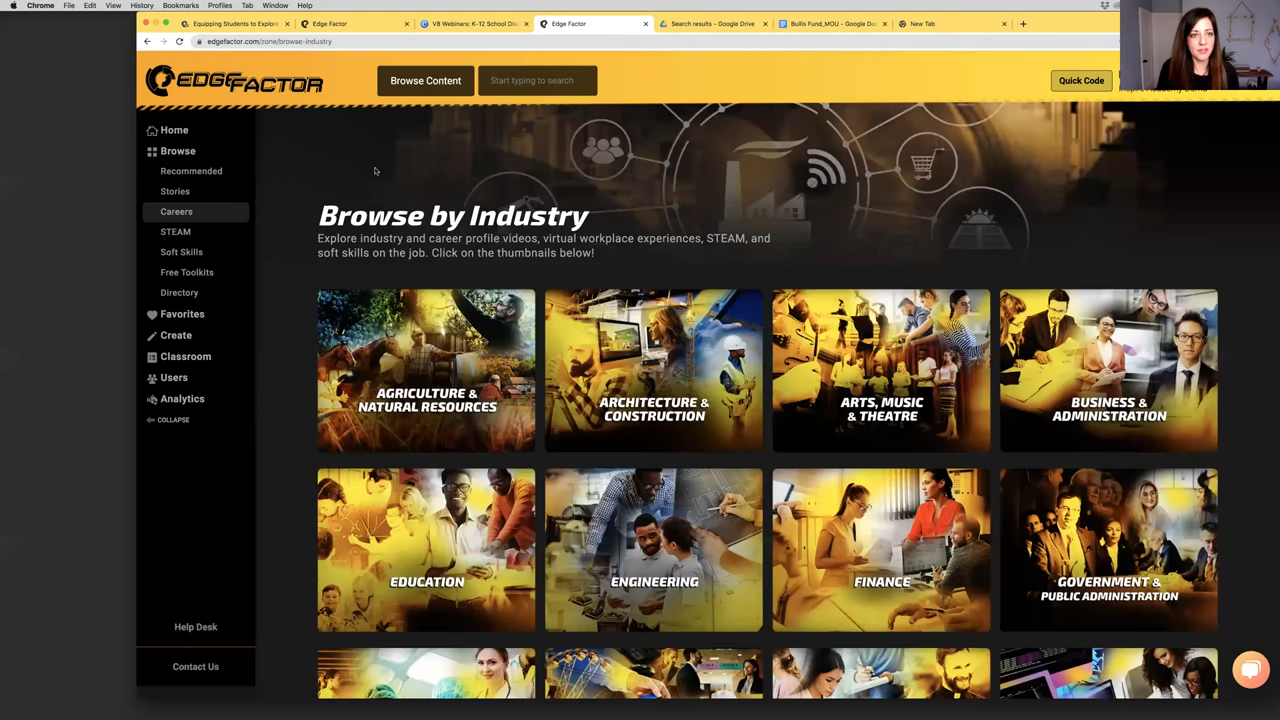 Chrome File Edit View History Bookmarks Profiles Tab Window Help
Equipping Students to Explore
Edge Factor
V8 Webinars: K-12 School Dist
Edge Factor
Search results - Google Drive
Bullis Fund_MOU - Google Doc
New Tab
edgefactor.com/zone/browse-industry
EDGE FACTOR
Browse Content
Start typing to search
Quick Code
Home
Browse
Recommended
Stories
Careers
STEAM
Soft Skills
Free Toolkits
Directory
Favorites
Create
Classroom
Users
Analytics
COLLAPSE
Help Desk
Contact Us
Browse by Industry
Explore industry and career profile videos, virtual workplace experiences, STEAM, and
soft skills on the job. Click on the thumbnails below!
AGRICULTURE &
NATURAL RESOURCES
ARCHITECTURE &
CONSTRUCTION
ARTS, MUSIC
& THEATRE
BUSINESS &
ADMINISTRATION
EDUCATION
ENGINEERING
FINANCE
GOVERNMENT &
PUBLIC ADMINISTRATION